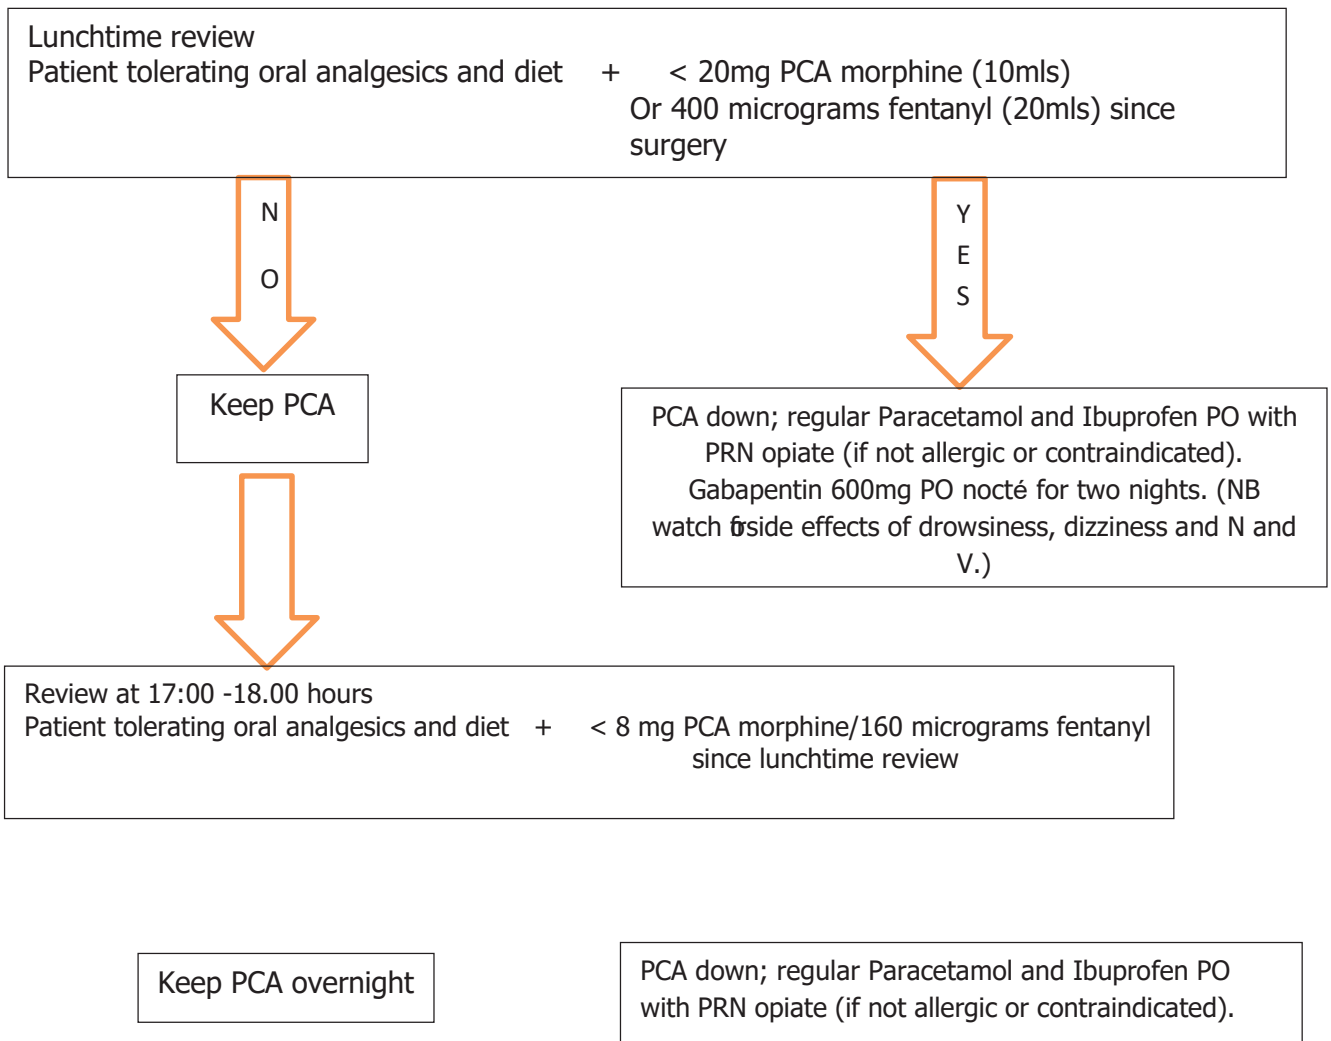 Lunchtime review
Patient tolerating oral analgesics and diet + < 20mg PCA morphine (10mls)
Or 400 micrograms fentanyl (20mls) since
surgery
N
O
Y
E
S
Keep PCA
PCA down; regular Paracetamol and Ibuprofen PO with
PRN opiate (if not allergic or contraindicated).
Gabapentin 600mg PO nocté for two nights. (NB
watch for side effects of drowsiness, dizziness and N and
V.)
Review at 17:00 -18.00 hours
Patient tolerating oral analgesics and diet + < 8 mg PCA morphine/160 micrograms fentanyl
since lunchtime review
Keep PCA overnight
PCA down; regular Paracetamol and Ibuprofen PO
with PRN opiate (if not allergic or contraindicated).